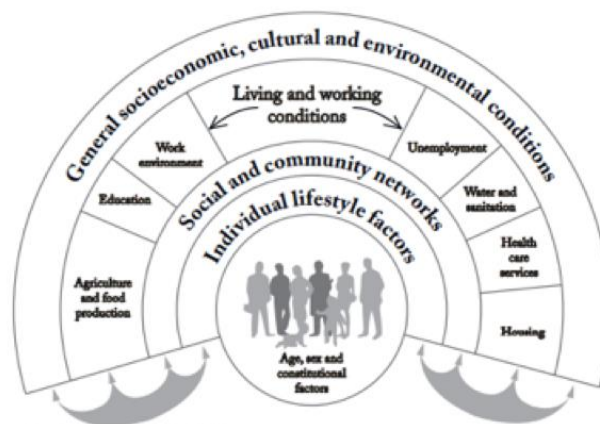 General socioeconomic, cultural and environmental conditions
Living and working
conditions
Work
environment
Unemployment
Education
Water and
sanitation
Agriculture
and food
production
Health
care
services
Housing
Social and community networks
Individual lifestyle factors
Age, sex and
constitutional
factors